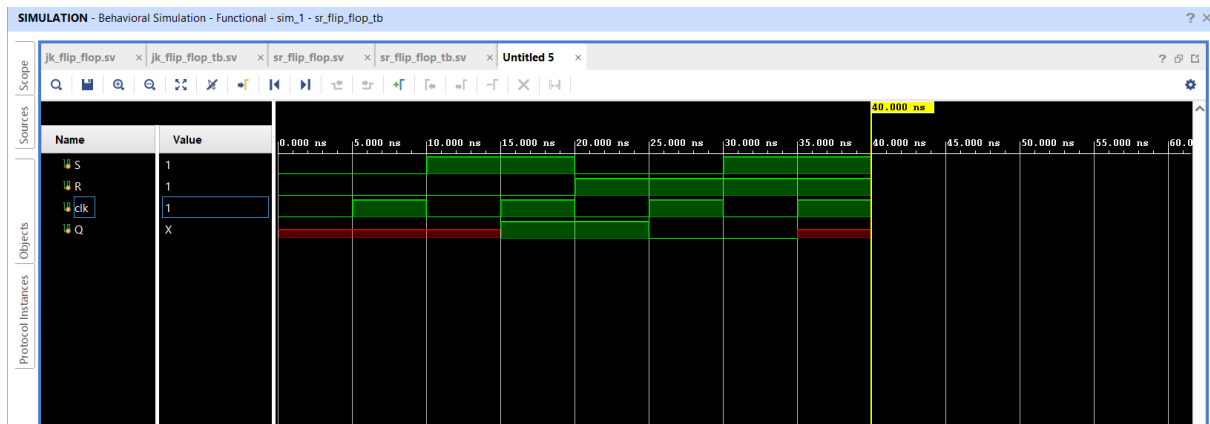 SIMULATION - Behavioral Simulation - Functional - sim_1 - sr_flip_flop_tb
? ×
Scope
Sources
Objects
Protocol Instances
jk_flip_flop.sv × jk_flip_flop_tb.sv × sr_flip_flop.sv × sr_flip_flop_tb.sv × Untitled 5 ×
?
40.000 ns
Name Value
0.000 ns 5.000 ns 10.000 ns 15.000 ns 20.000 ns 25.000 ns 30.000 ns 35.000 ns 40.000 ns 45.000 ns 50.000 ns 55.000 ns 60.0
S 1
R 1
clk 1
Q X